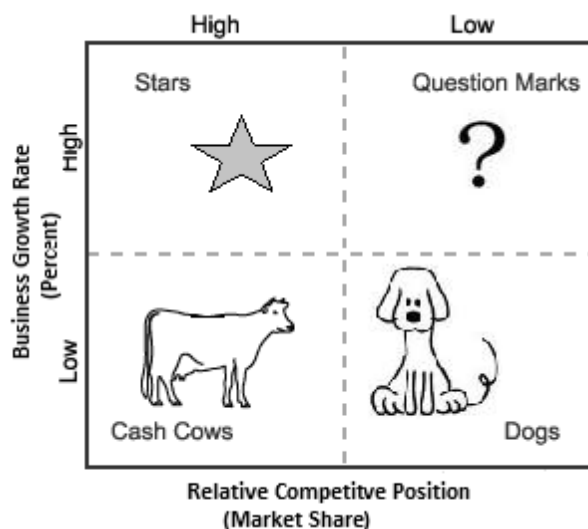 High Low
Stars Question Marks
?
Business Growth Rate
(Percent)
High
Low
Cash Cows Dogs
Relative Competitve Position
(Market Share)